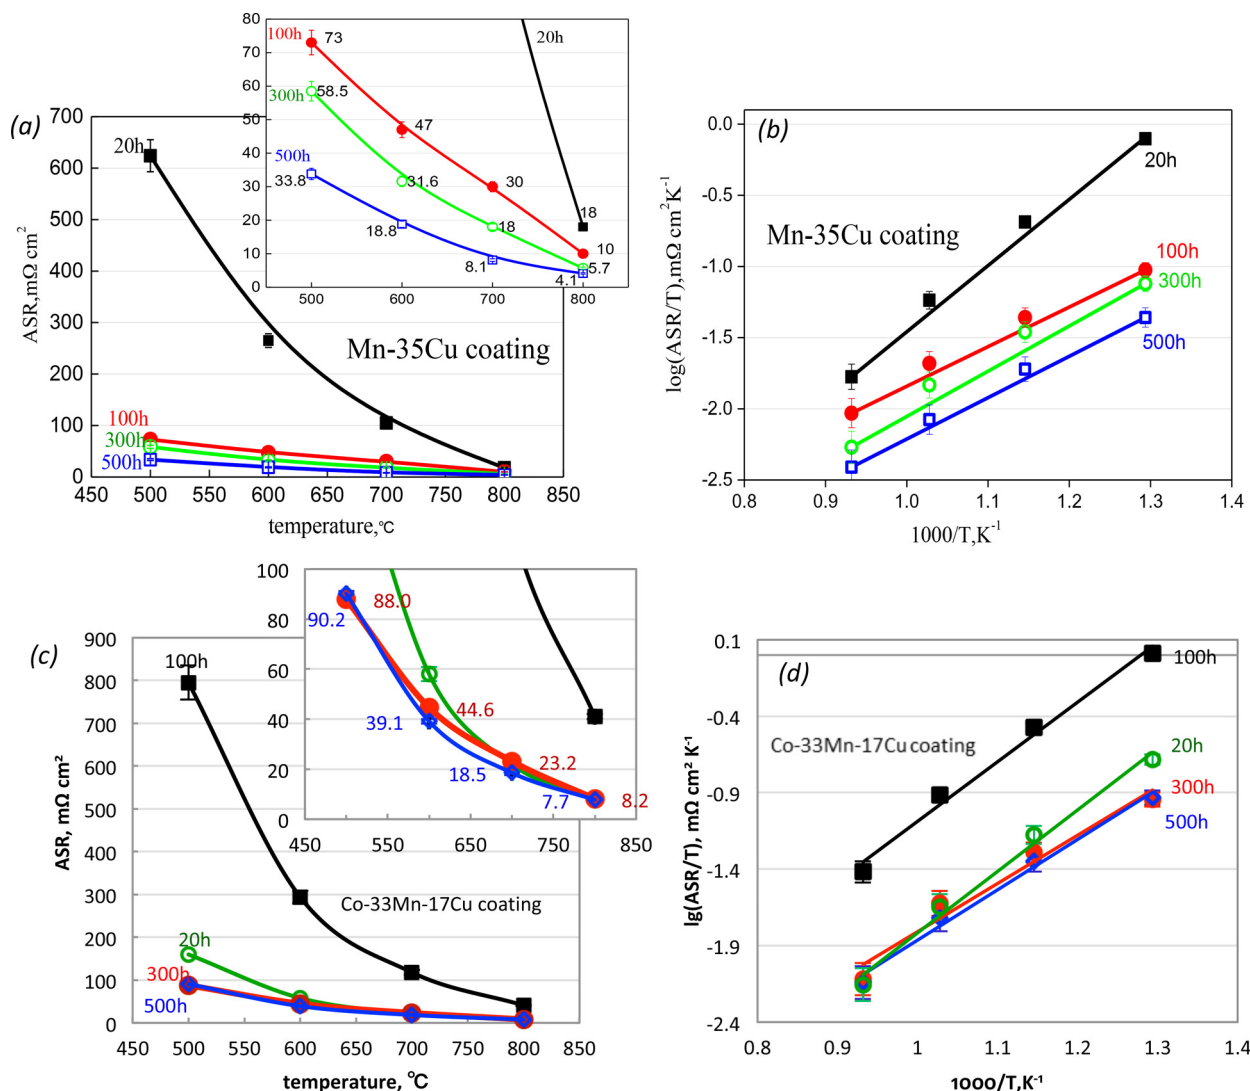 (a)
700
600
500
400
300
200
100
0
ASR,mΩ cm²
450 500 550 600 650 700 750 800 850
temperature,℃
20h
100h
300h
500h
Mn-35Cu coating
80
70
60
50
40
30
20
10
0
500 600 700 800
100h 73
20h
300h 58.5
47
500h
33.8
31.6
30
18.8
18
18
8.1
10
5.7
4.1
(b)
0.0
-0.5
-1.0
-1.5
-2.0
-2.5
log(ASR/T),mΩ cm²K⁻¹
0.8 0.9 1.0 1.1 1.2 1.3 1.4
1000/T,K⁻¹
Mn-35Cu coating
20h
100h
300h
500h
(c)
900
800
700
600
500
400
300
200
100
0
ASR, mΩ cm²
450 500 550 600 650 700 750 800 850
temperature, ℃
100h
20h
300h
500h
Co-33Mn-17Cu coating
100
80
60
40
20
0
450 550 650 750 850
88.0
90.2
44.6
39.1
23.2
18.5
7.7
8.2
(d)
0.1
-0.4
-0.9
-1.4
-1.9
-2.4
lg(ASR/T), mΩ cm² K⁻¹
0.8 0.9 1 1.1 1.2 1.3 1.4
1000/T,K⁻¹
Co-33Mn-17Cu coating
100h
20h
300h
500h